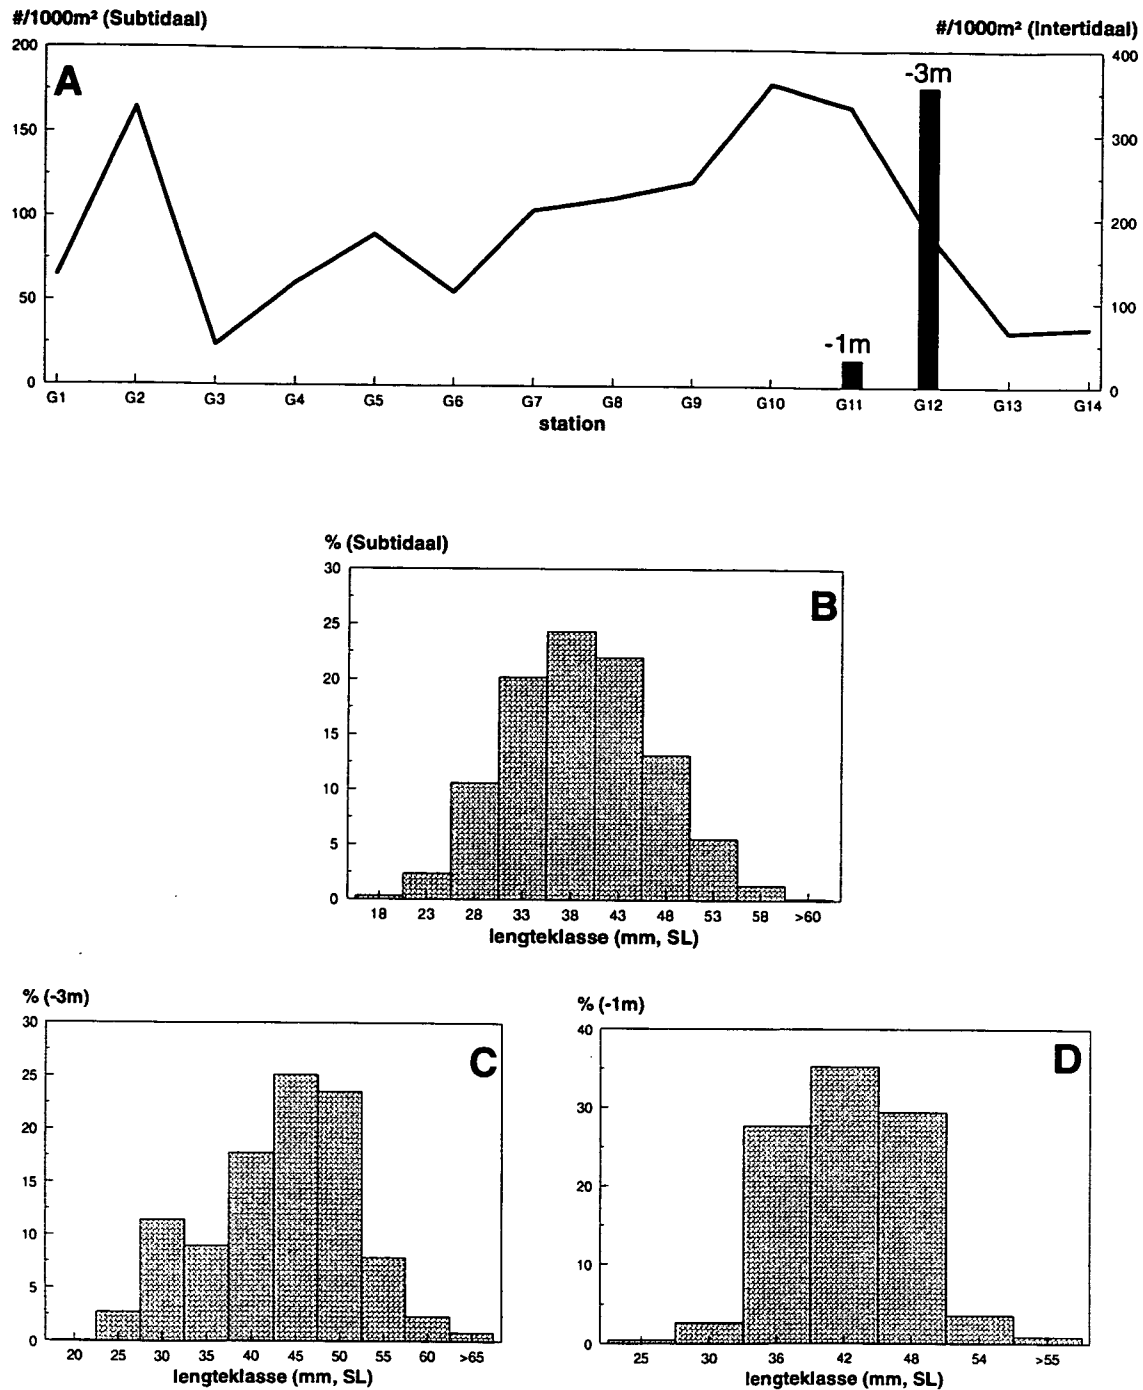 #/1000m² (Subtidaal)
#/1000m² (Intertidaal)
A
-3m
-1m
200
150
100
50
0
400
300
200
100
0
G1 G2 G3 G4 G5 G6 G7 G8 G9 G10 G11 G12 G13 G14
station
% (Subtidaal)
B
30
25
20
15
10
5
0
18 23 28 33 38 43 48 53 58 >60
lengteklasse (mm, SL)
% (-3m)
C
30
25
20
15
10
5
0
20 25 30 35 40 45 50 55 60 >65
lengteklasse (mm, SL)
% (-1m)
D
40
30
20
10
0
25 30 36 42 48 54 >55
lengteklasse (mm, SL)